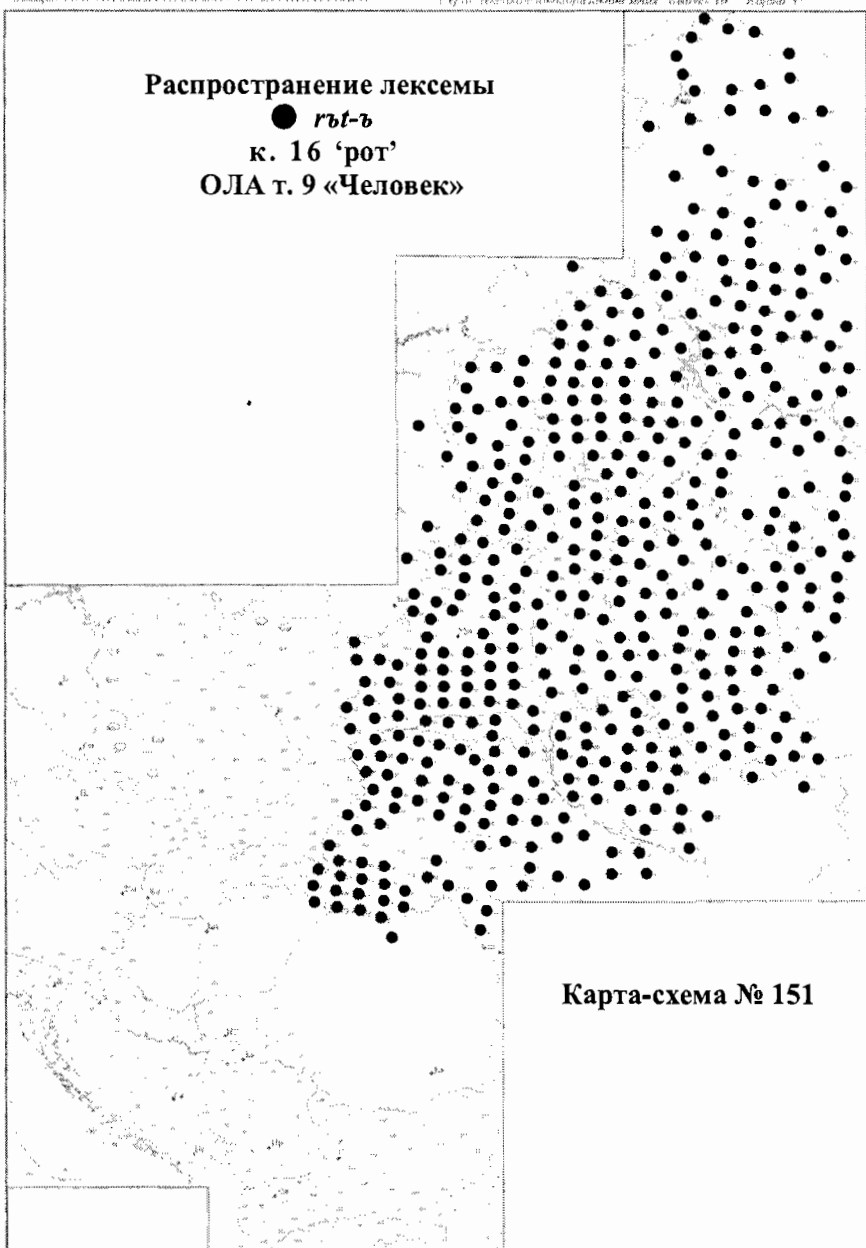 Распространение лексемы
● rъt-ъ
к. 16 ‘рот’
ОЛА т. 9 «Человек»
Карта-схема № 151